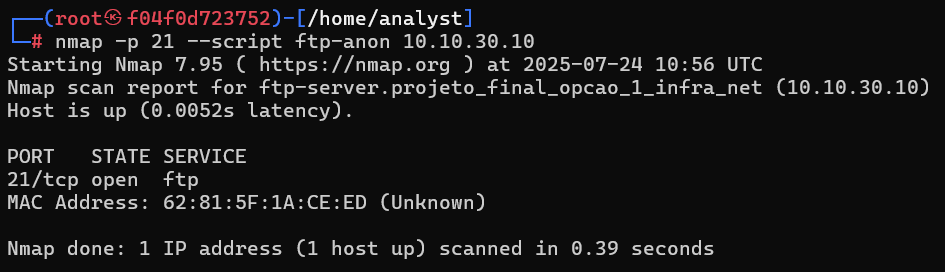 ┌──(root㉿f04f0d723752)-[/home/analyst]
└─# nmap -p 21 --script ftp-anon 10.10.30.10
Starting Nmap 7.95 ( https://nmap.org ) at 2025-07-24 10:56 UTC
Nmap scan report for ftp-server.projeto_final_opcao_1_infra_net (10.10.30.10)
Host is up (0.0052s latency).

PORT   STATE SERVICE
21/tcp open  ftp
MAC Address: 62:81:5F:1A:CE:ED (Unknown)

Nmap done: 1 IP address (1 host up) scanned in 0.39 seconds